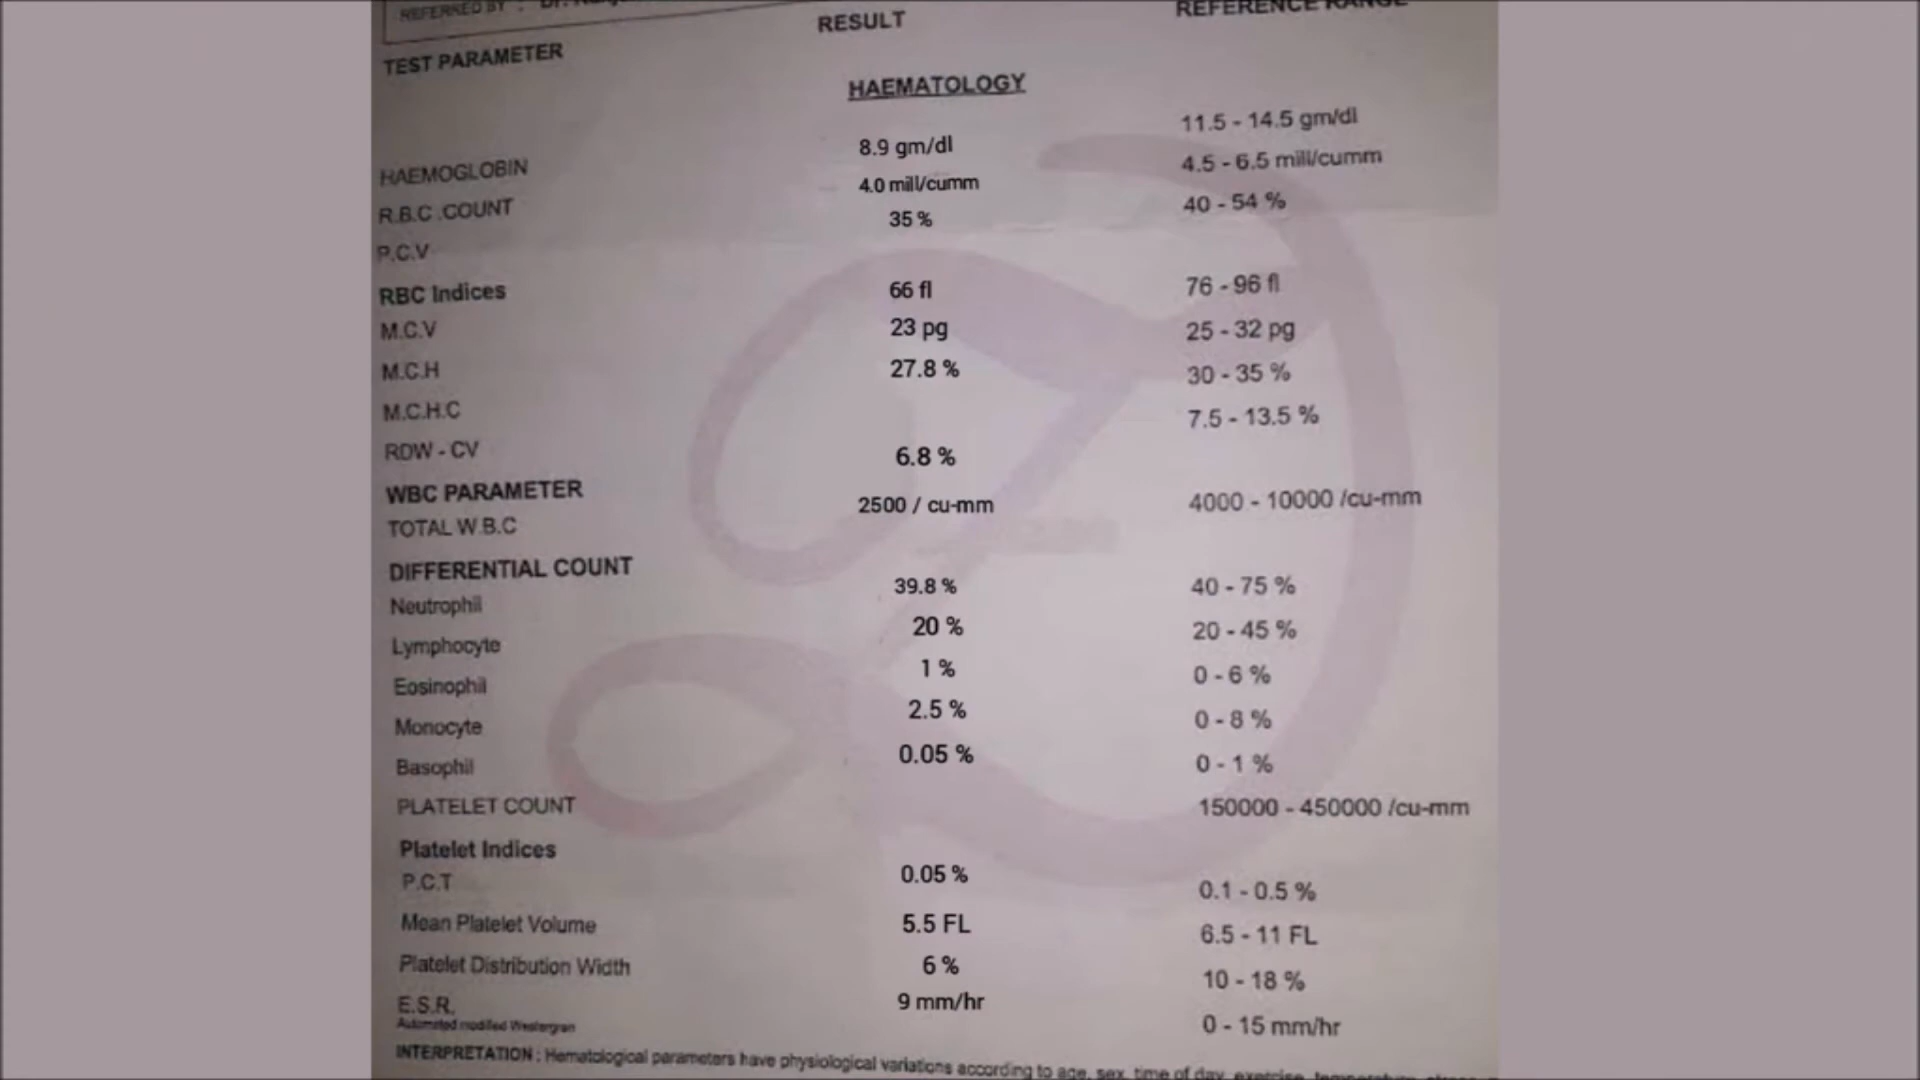 REFERRED BY :
RESULT
REFERENCE RANGE
TEST PARAMETER
HAEMATOLOGY
HAEMOGLOBIN 8.9 gm/dl 11.5 - 14.5 gm/dl
R.B.C .COUNT 4.0 mill/cumm 4.5 - 6.5 mill/cumm
P.C.V 35 % 40 - 54 %
RBC Indices
M.C.V 66 fl 76 - 96 fl
M.C.H 23 pg 25 - 32 pg
M.C.H.C 27.8 % 30 - 35 %
RDW - CV 6.8 % 7.5 - 13.5 %
WBC PARAMETER
TOTAL W.B.C 2500 / cu-mm 4000 - 10000 /cu-mm
DIFFERENTIAL COUNT
Neutrophil 39.8 % 40 - 75 %
Lymphocyte 20 % 20 - 45 %
Eosinophil 1 % 0 - 6 %
Monocyte 2.5 % 0 - 8 %
Basophil 0.05 % 0 - 1 %
PLATELET COUNT 150000 - 450000 /cu-mm
Platelet Indices
P.C.T 0.05 % 0.1 - 0.5 %
Mean Platelet Volume 5.5 FL 6.5 - 11 FL
Platelet Distribution Width 6 % 10 - 18 %
E.S.R. 9 mm/hr 0 - 15 mm/hr
Automated modified Westergren
INTERPRETATION : Hematological parameters have physiological variations according to age, sex, time of day, exercise,